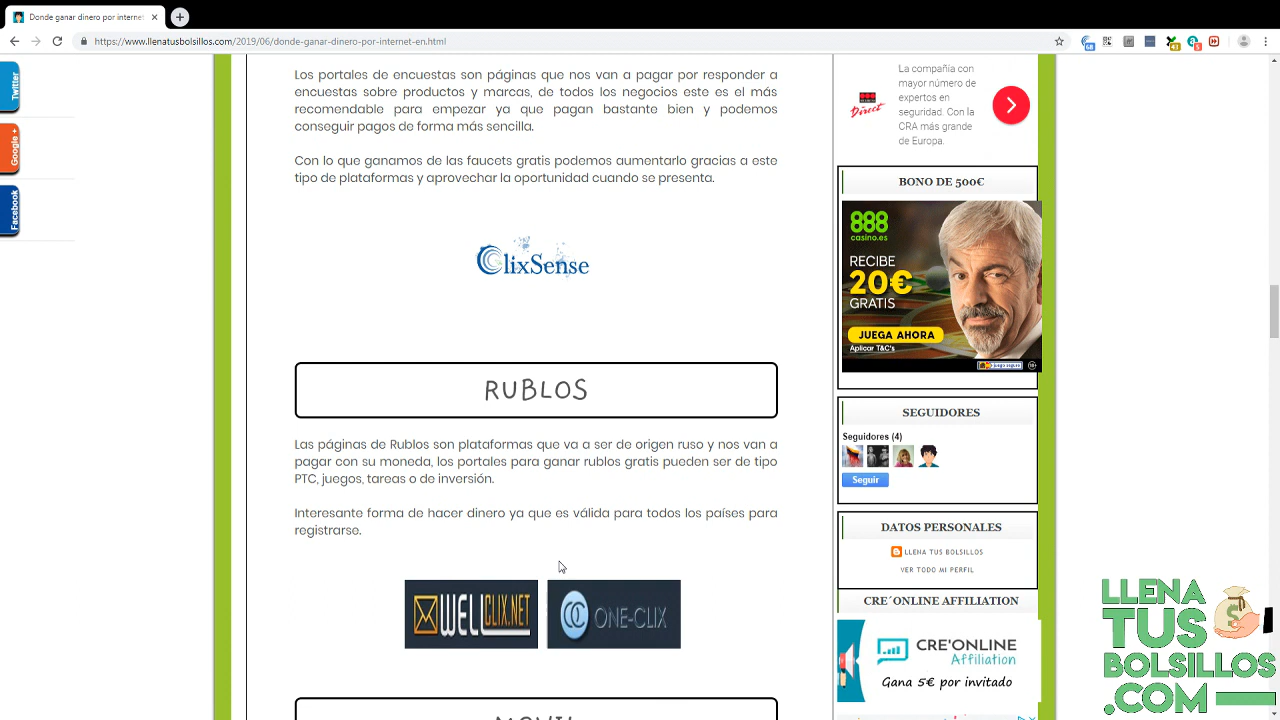 Donde ganar dinero por internet
https://www.llenatusbolsillos.com/2019/06/donde-ganar-dinero-por-internet-en.html
Twitter
Google +
Facebook
Los portales de encuestas son páginas que nos van a pagar por responder a
encuestas sobre productos y marcas, de todos los negocios este es el más
recomendable para empezar ya que pagan bastante bien y podemos
conseguir pagos de forma más sencilla.
Con lo que ganamos de las faucets gratis podemos aumentarlo gracias a este
tipo de plataformas y aprovechar la oportunidad cuando se presenta.
ClixSense
RUBLOS
Las páginas de Rublos son plataformas que va a ser de origen ruso y nos van a
pagar con su moneda, los portales para ganar rublos gratis pueden ser de tipo
PTC, juegos, tareas o de inversión.
Interesante forma de hacer dinero ya que es válida para todos los países para
registrarse.
WELLCLIX.NET
ONE-CLIX
La compañía con
mayor número de
expertos en
seguridad. Con la
CRA más grande
de Europa.
Direct
BONO DE 500€
888
casino.es
RECIBE
20€
GRATIS
JUEGA AHORA
Aplicar T&C's
juego seguro
18+
SEGUIDORES
Seguidores (4)
Seguir
DATOS PERSONALES
LLENA TUS BOLSILLOS
VER TODO MI PERFIL
CRE´ONLINE AFFILIATION
CRE'ONLINE
Affiliation
Gana 5€ por invitado
LLENA
TUS
BOLSILLOS
.COM